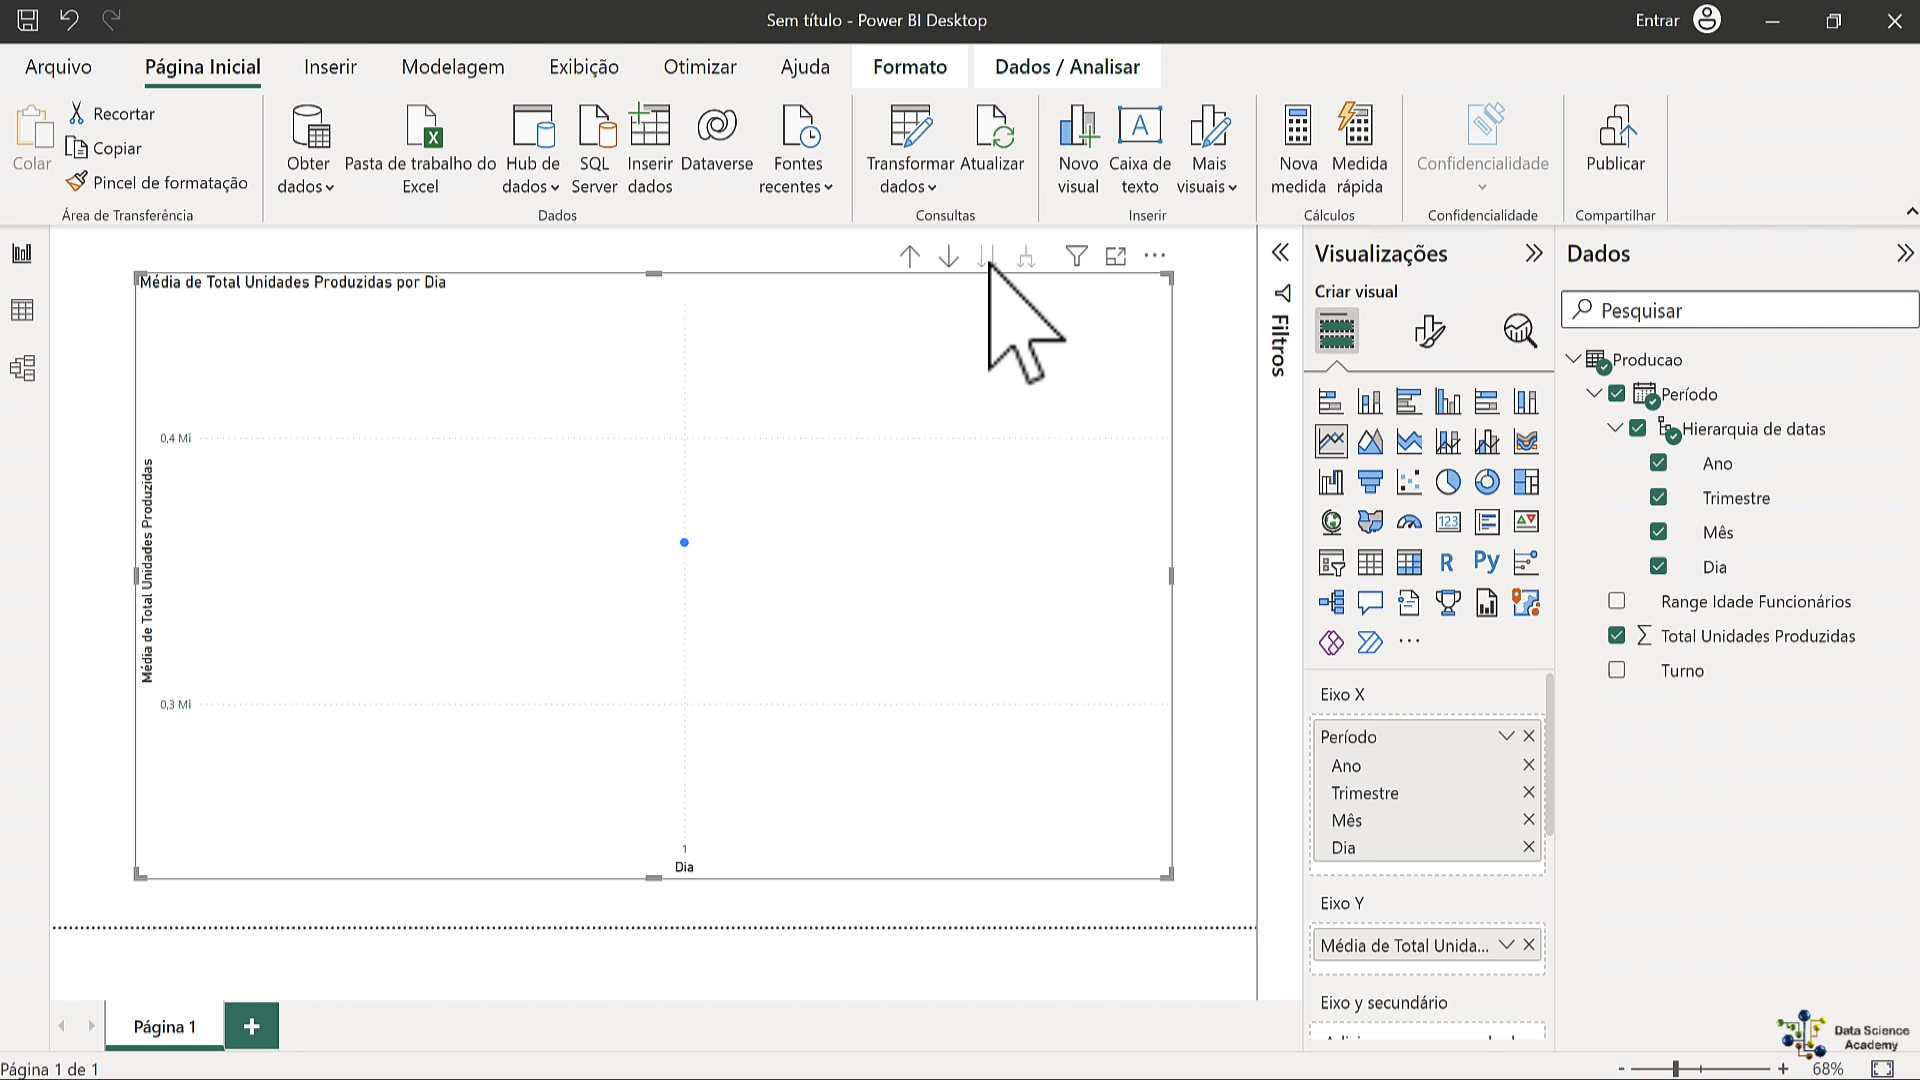 Sem título - Power BI Desktop
Entrar
Arquivo
Página Inicial
Inserir
Modelagem
Exibição
Otimizar
Ajuda
Formato
Dados / Analisar
Colar
Recortar
Copiar
Pincel de formatação
Área de Transferência
Obter dados
Pasta de trabalho do Excel
Hub de dados
SQL Server
Inserir dados
Dataverse
Fontes recentes
Dados
Transformar dados
Atualizar
Consultas
Novo visual
Caixa de texto
Mais visuais
Inserir
Nova medida
Medida rápida
Cálculos
Confidencialidade
Confidencialidade
Publicar
Compartilhar
Média de Total Unidades Produzidas por Dia
Média de Total Unidades Produzidas
0,4 Mi
0,3 Mi
1
Dia
Filtros
Visualizações
Criar visual
123
R
Py
Eixo X
Período
Ano
Trimestre
Mês
Dia
Eixo Y
Média de Total Unida...
Eixo y secundário
Dados
Pesquisar
Producao
Período
Hierarquia de datas
Ano
Trimestre
Mês
Dia
Range Idade Funcionários
Total Unidades Produzidas
Turno
Página 1
Data Science
Academy
Página 1 de 1
68%